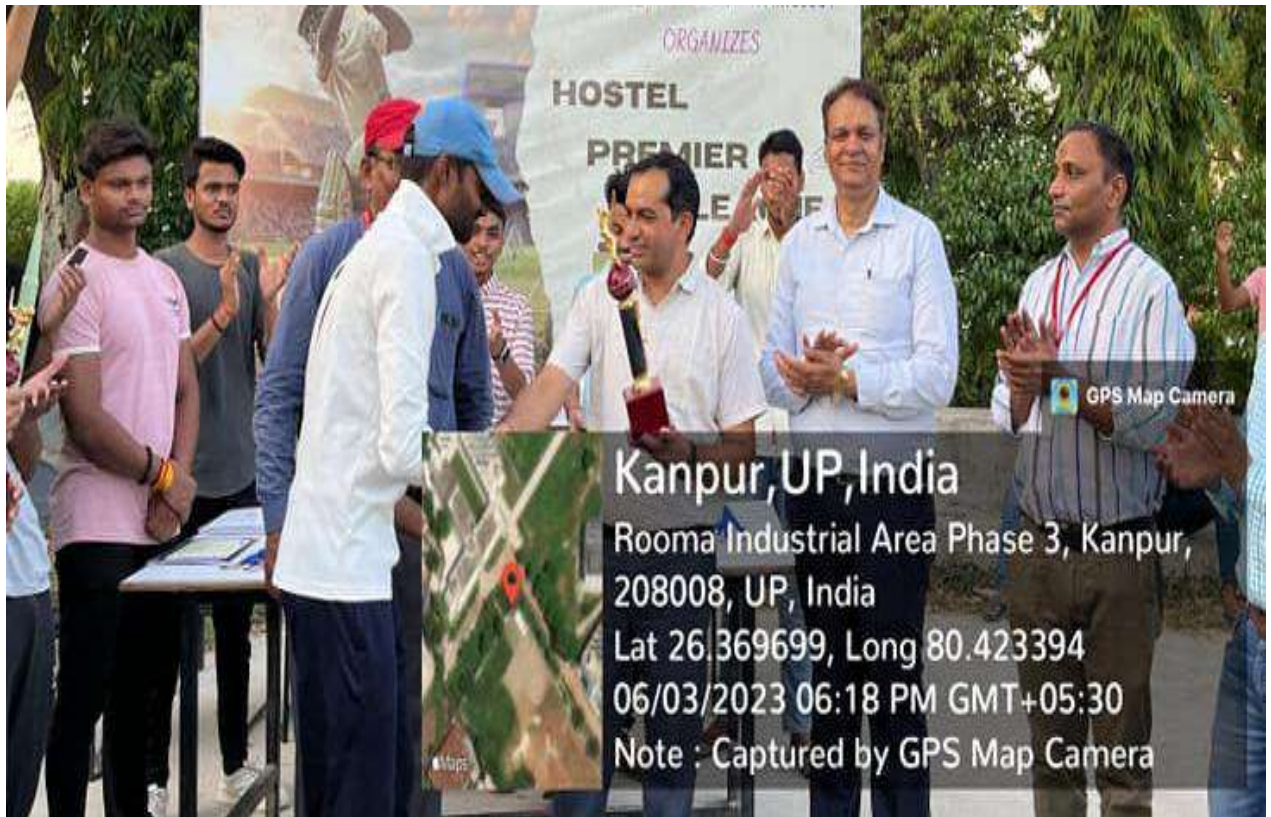 ORGANIZES
HOSTEL
PREMIER
LEAGUE
GPS Map Camera
Kanpur,UP,India
Rooma Industrial Area Phase 3, Kanpur,
208008, UP, India
Lat 26.369699, Long 80.423394
06/03/2023 06:18 PM GMT+05:30
Note : Captured by GPS Map Camera
Maps